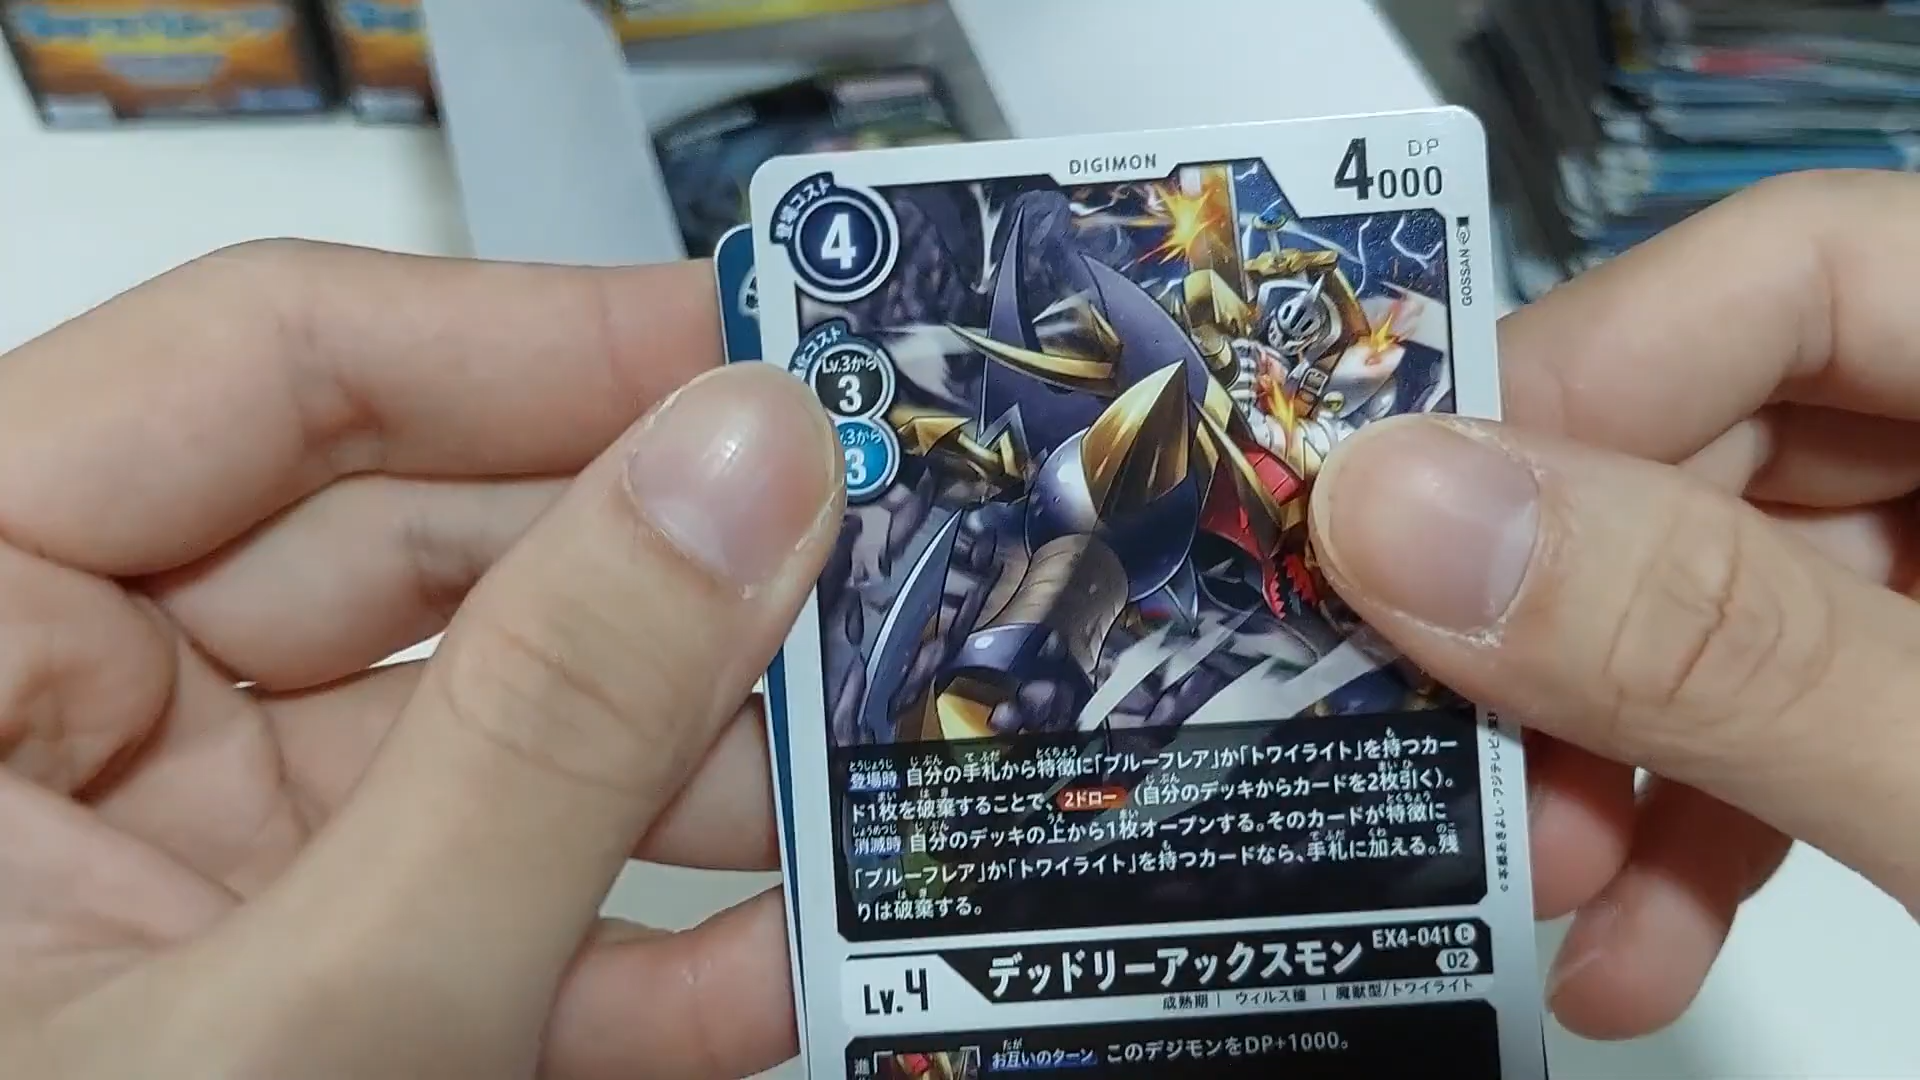 DIGIMON
DP
4000
登場コスト
4
GOSSAN
進化コスト
Lv.3から
3
Lv.3から
3
登場時 自分の手札から特徴に「ブルーフレア」か「トワイライト」を持つカー
ド1枚を破棄することで、2ドロー（自分のデッキからカードを2枚引く）。
消滅時 自分のデッキの上から1枚オープンする。そのカードが特徴に
「ブルーフレア」か「トワイライト」を持つカードなら、手札に加える。残
りは破棄する。
EX4-041 C
02
Lv.4
デッドリーアックスモン
成熟期 | ウィルス種 | 魔獣型/トワイライト
お互いのターン このデジモンをDP+1000。
進